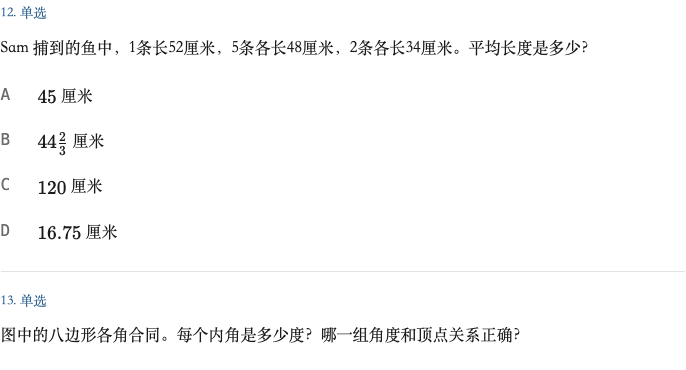 12. 单选
Sam 捕到的鱼中，1条长52厘米，5条各长48厘米，2条各长34厘米。平均长度是多少?
A 45 厘米
B 44 2/3 厘米
C 120 厘米
D 16.75 厘米
13. 单选
图中的八边形各角合同。每个内角是多少度？哪一组角度和顶点关系正确?